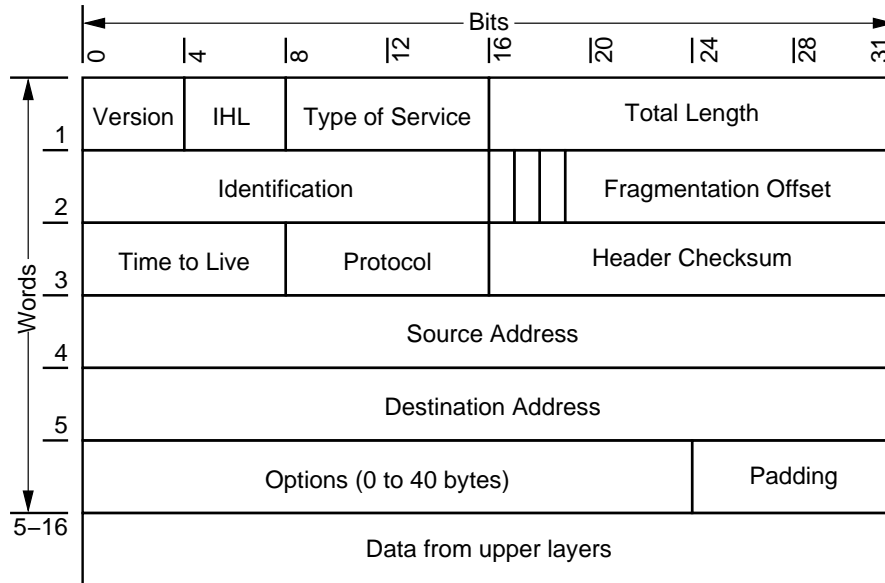 Bits
0 4 8 12 16 20 24 28 31
Version IHL Type of Service Total Length
1
Identification Fragmentation Offset
2
Time to Live Protocol Header Checksum
3
Words
Source Address
4
Destination Address
5
Options (0 to 40 bytes) Padding
5–16
Data from upper layers